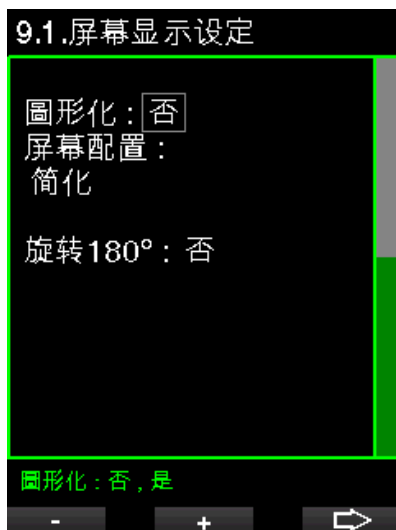 9.1.屏幕显示设定
圖形化：否
屏幕配置：
简化
旋转180°：否
圖形化：否，是
- + ⇨